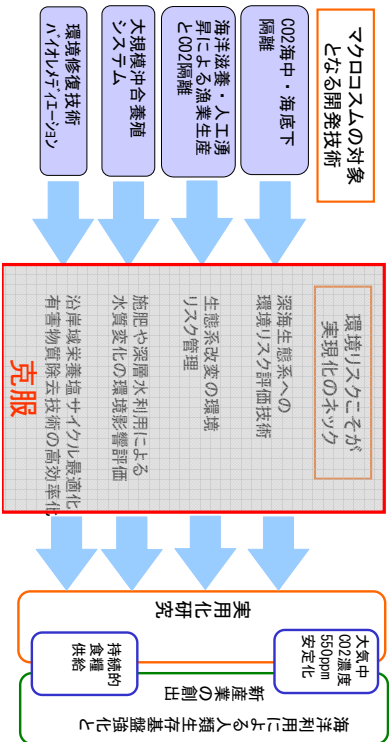 マクロコスムの対象
となる開発技術
CO2海中・海底下
隔離
海洋滋養・人工湧
昇による漁業生産
とCO2隔離
大規模沖合養殖
システム
環境修復技術
バイオレメディエーション
環境リスクこそが
実現化のネック
深海生態系への
環境リスク評価技術
生態系改変の環境
リスク管理
施肥や深層水利用による
水質変化の環境影響評価
沿岸域栄養塩サイクル最適化
有害物質除去技術の高効率化
克服
実用化研究
大気中
CO2濃度
550ppm
安定化
持続的
食糧
供給
海洋利用による人類生存基盤強化と
新産業の創出